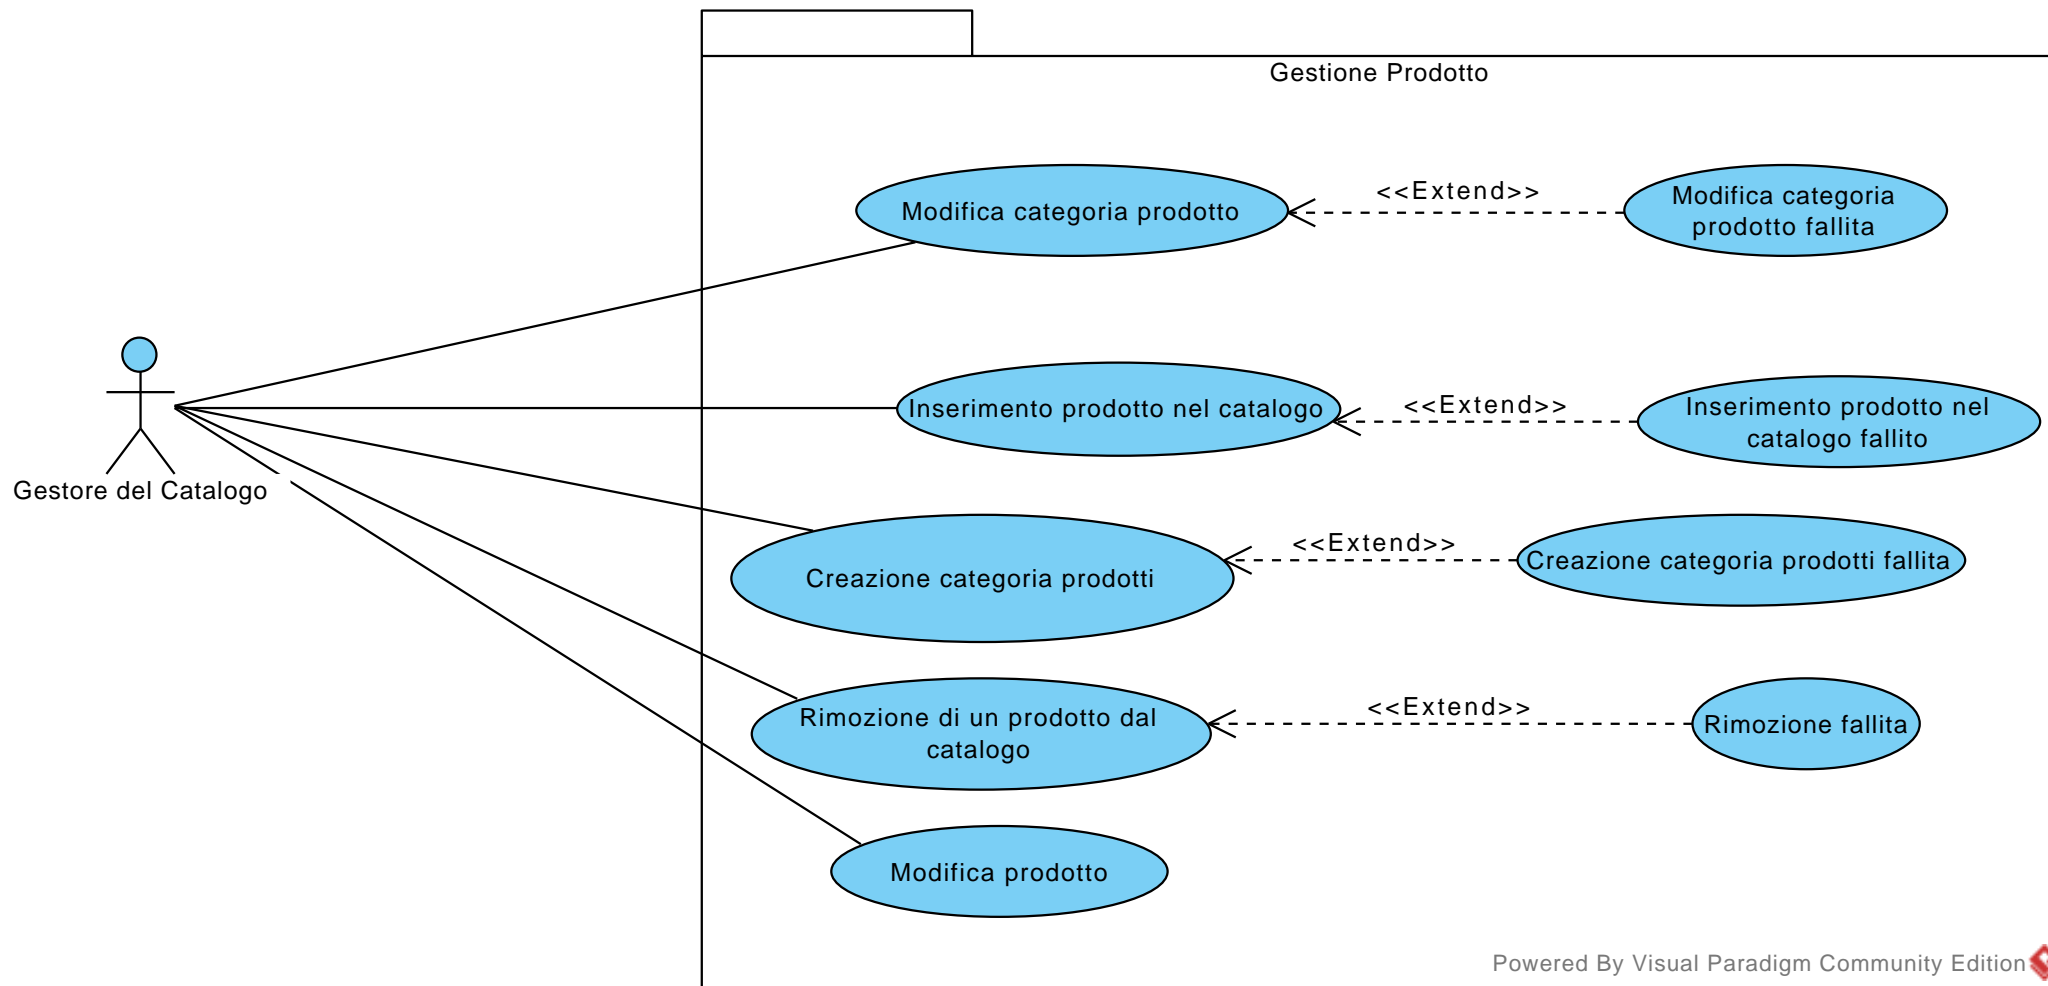 Gestione Prodotto
Modifica categoria prodotto
<<Extend>>
Modifica categoria
prodotto fallita
Gestore del Catalogo
Inserimento prodotto nel catalogo
<<Extend>>
Inserimento prodotto nel
catalogo fallito
Creazione categoria prodotti
<<Extend>>
Creazione categoria prodotti fallita
Rimozione di un prodotto dal
catalogo
<<Extend>>
Rimozione fallita
Modifica prodotto
Powered By Visual Paradigm Community Edition